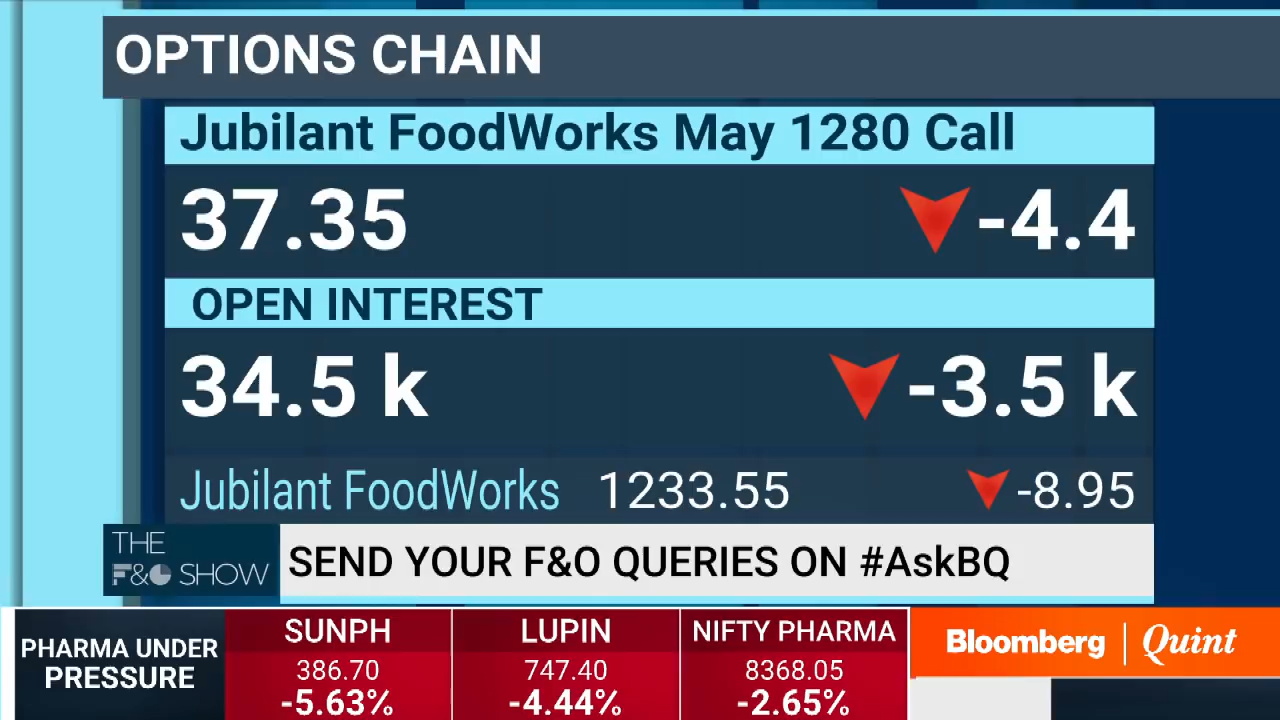 OPTIONS CHAIN
Jubilant FoodWorks May 1280 Call
37.35 -4.4
OPEN INTEREST
34.5 k -3.5 k
Jubilant FoodWorks 1233.55 -8.95
THE
F&O SHOW
SEND YOUR F&O QUERIES ON #AskBQ
PHARMA UNDER
PRESSURE
SUNPH
386.70
-5.63%
LUPIN
747.40
-4.44%
NIFTY PHARMA
8368.05
-2.65%
Bloomberg | Quint